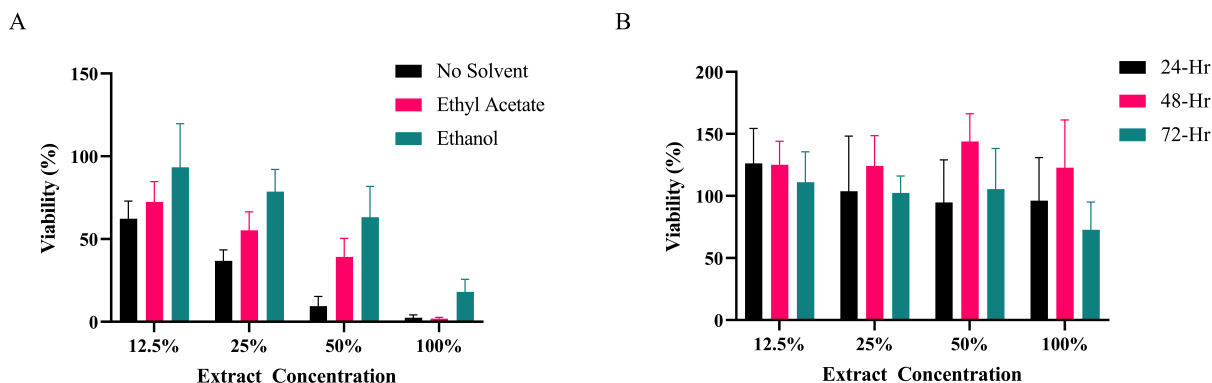 A
No Solvent
Ethyl Acetate
Ethanol
150
100
50
0
Viability (%)
12.5% 25% 50% 100%
Extract Concentration
B
24-Hr
48-Hr
72-Hr
200
150
100
50
0
Viability (%)
12.5% 25% 50% 100%
Extract Concentration